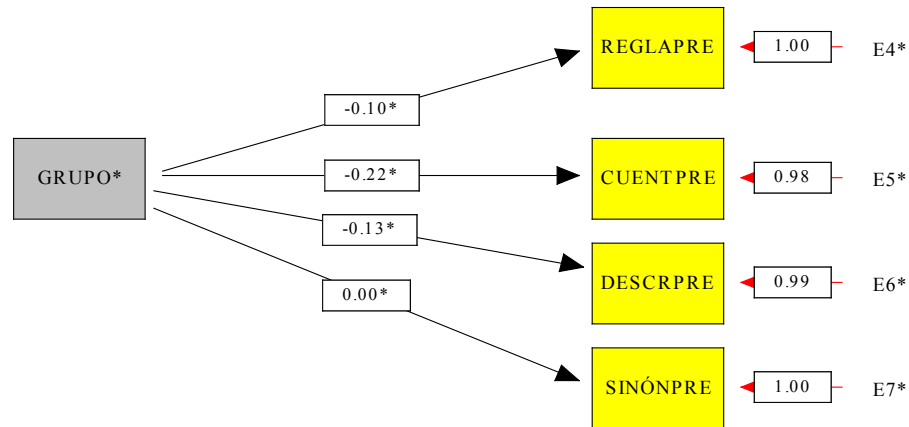 REGLAPRE 1.00 E4*
-0.10*
GRUPO* -0.22* CUENTPRE 0.98 E5*
-0.13*
DESCRPRE 0.99 E6*
0.00*
SINÓNPRE 1.00 E7*